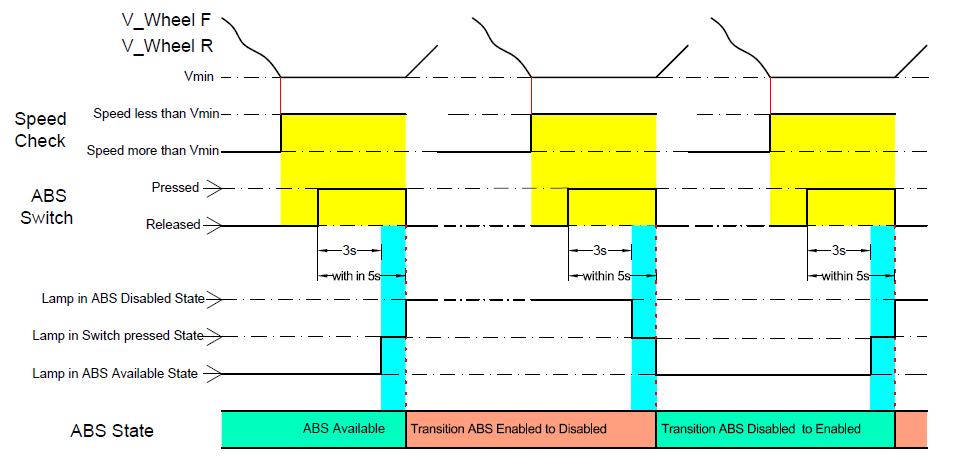 V_Wheel F
V_Wheel R
Vmin
Speed Check
Speed less than Vmin
Speed more than Vmin
ABS Switch
Pressed
Released
3s
3s
3s
with in 5s
within 5s
within 5s
Lamp in ABS Disabled State
Lamp in Switch pressed State
Lamp in ABS Available State
ABS State
ABS Available
Transition ABS Enabled to Disabled
Transition ABS Disabled to Enabled